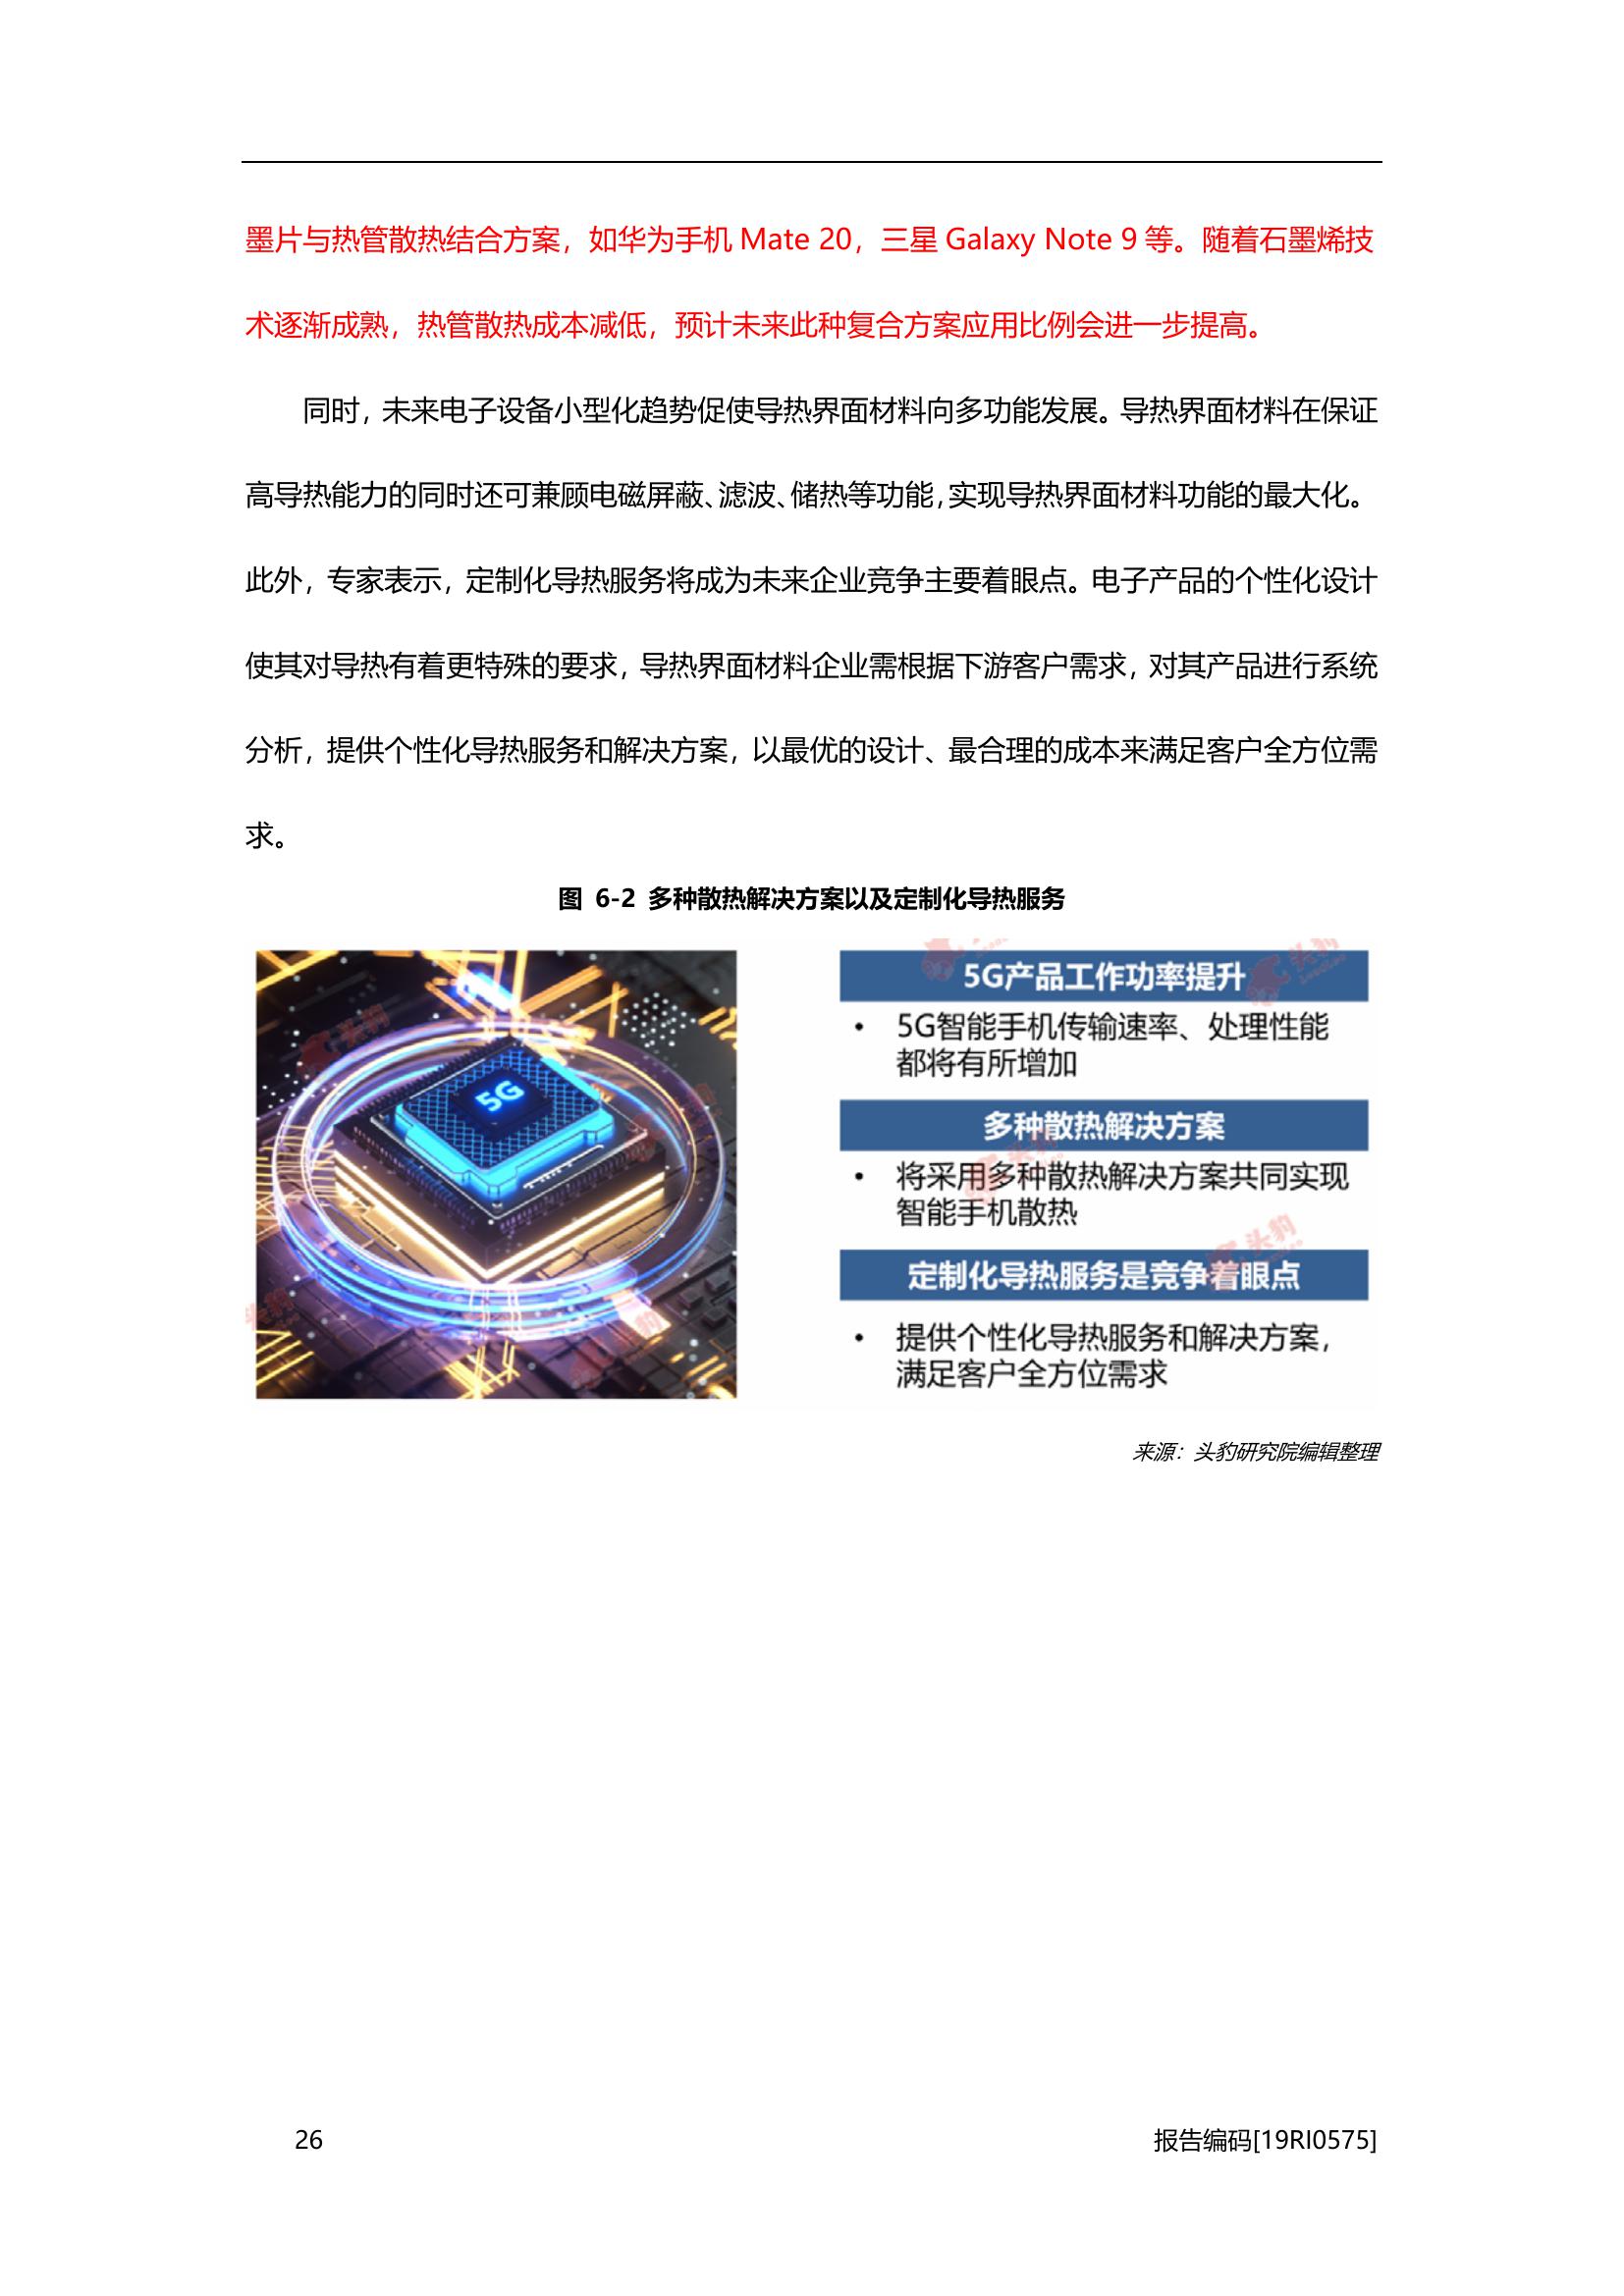 墨片与热管散热结合方案，如华为手机 Mate 20，三星 Galaxy Note 9 等。随着石墨烯技
术逐渐成熟，热管散热成本减低，预计未来此种复合方案应用比例会进一步提高。
同时，未来电子设备小型化趋势促使导热界面材料向多功能发展。导热界面材料在保证
高导热能力的同时还可兼顾电磁屏蔽、滤波、储热等功能，实现导热界面材料功能的最大化。
此外，专家表示，定制化导热服务将成为未来企业竞争主要着眼点。电子产品的个性化设计
使其对导热有着更特殊的要求，导热界面材料企业需根据下游客户需求，对其产品进行系统
分析，提供个性化导热服务和解决方案，以最优的设计、最合理的成本来满足客户全方位需
求。
图 6-2 多种散热解决方案以及定制化导热服务
5G
5G产品工作功率提升
• 5G智能手机传输速率、处理性能
都将有所增加
多种散热解决方案
• 将采用多种散热解决方案共同实现
智能手机散热
定制化导热服务是竞争着眼点
• 提供个性化导热服务和解决方案，
满足客户全方位需求
头豹
头豹
头豹
来源：头豹研究院编辑整理
26
报告编码[19RI0575]